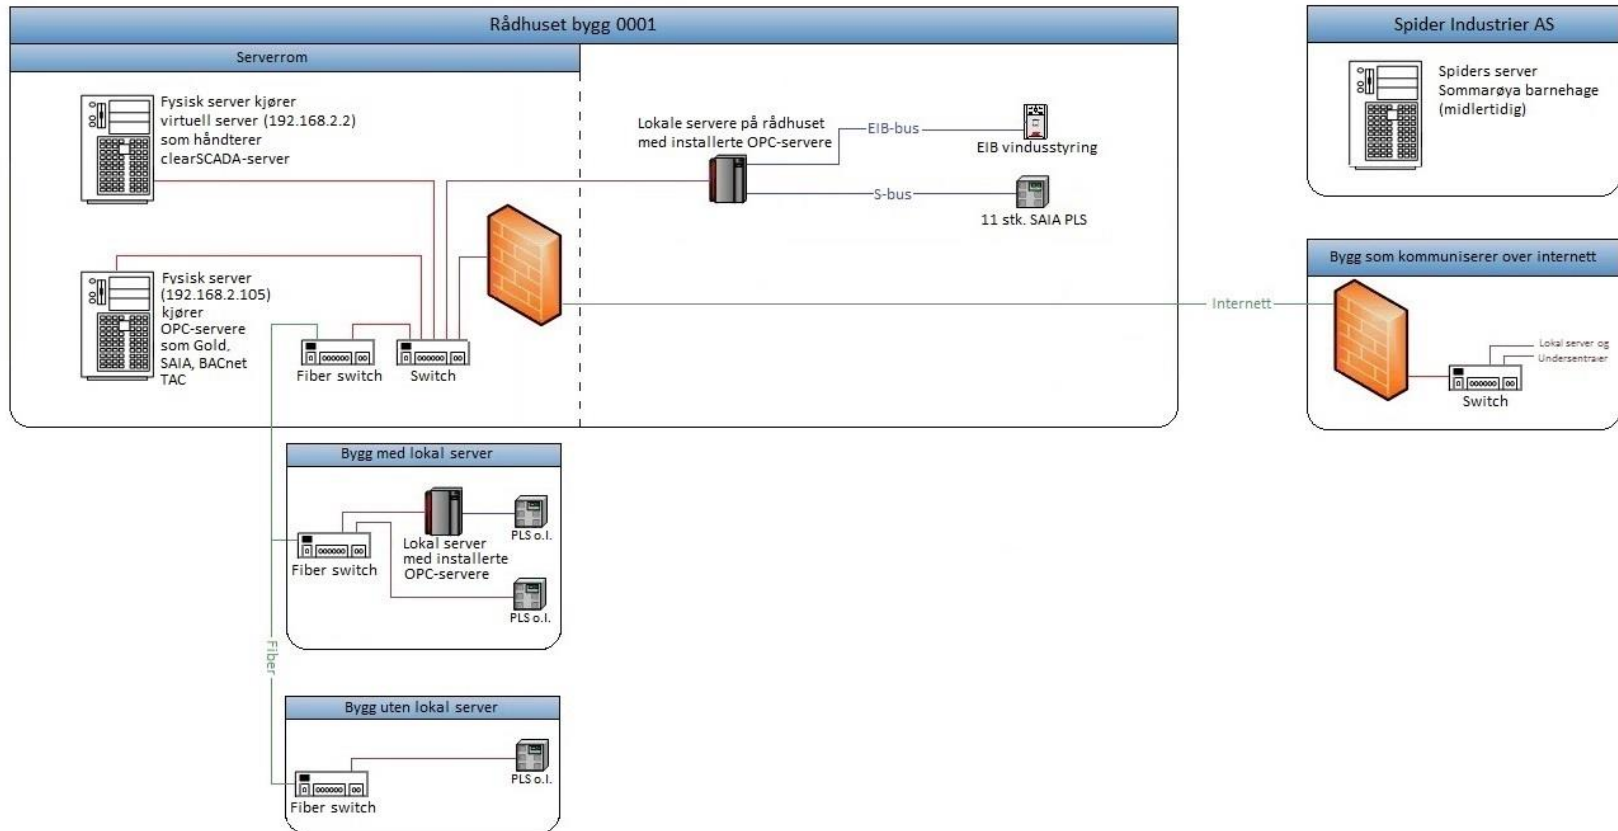 Rådhuset bygg 0001
Serverrom
Fysisk server kjører
virtuell server (192.168.2.2)
som håndterer
clearSCADA-server
Fysisk server
(192.168.2.105)
kjører
OPC-servere
som Gold,
SAIA, BACnet
TAC
Fiber switch
Switch
Lokale servere på rådhuset
med installerte OPC-servere
EIB-bus
EIB vindusstyring
S-bus
11 stk. SAIA PLS
Spider Industrier AS
Spiders server
Sommarøya barnehage
(midlertidig)
Internett
Bygg som kommuniserer over internett
Lokal server og
Undersentraler
Switch
Bygg med lokal server
Fiber switch
Lokal server
med installerte
OPC-servere
PLS o.l.
PLS o.l.
Fiber
Bygg uten lokal server
Fiber switch
PLS o.l.